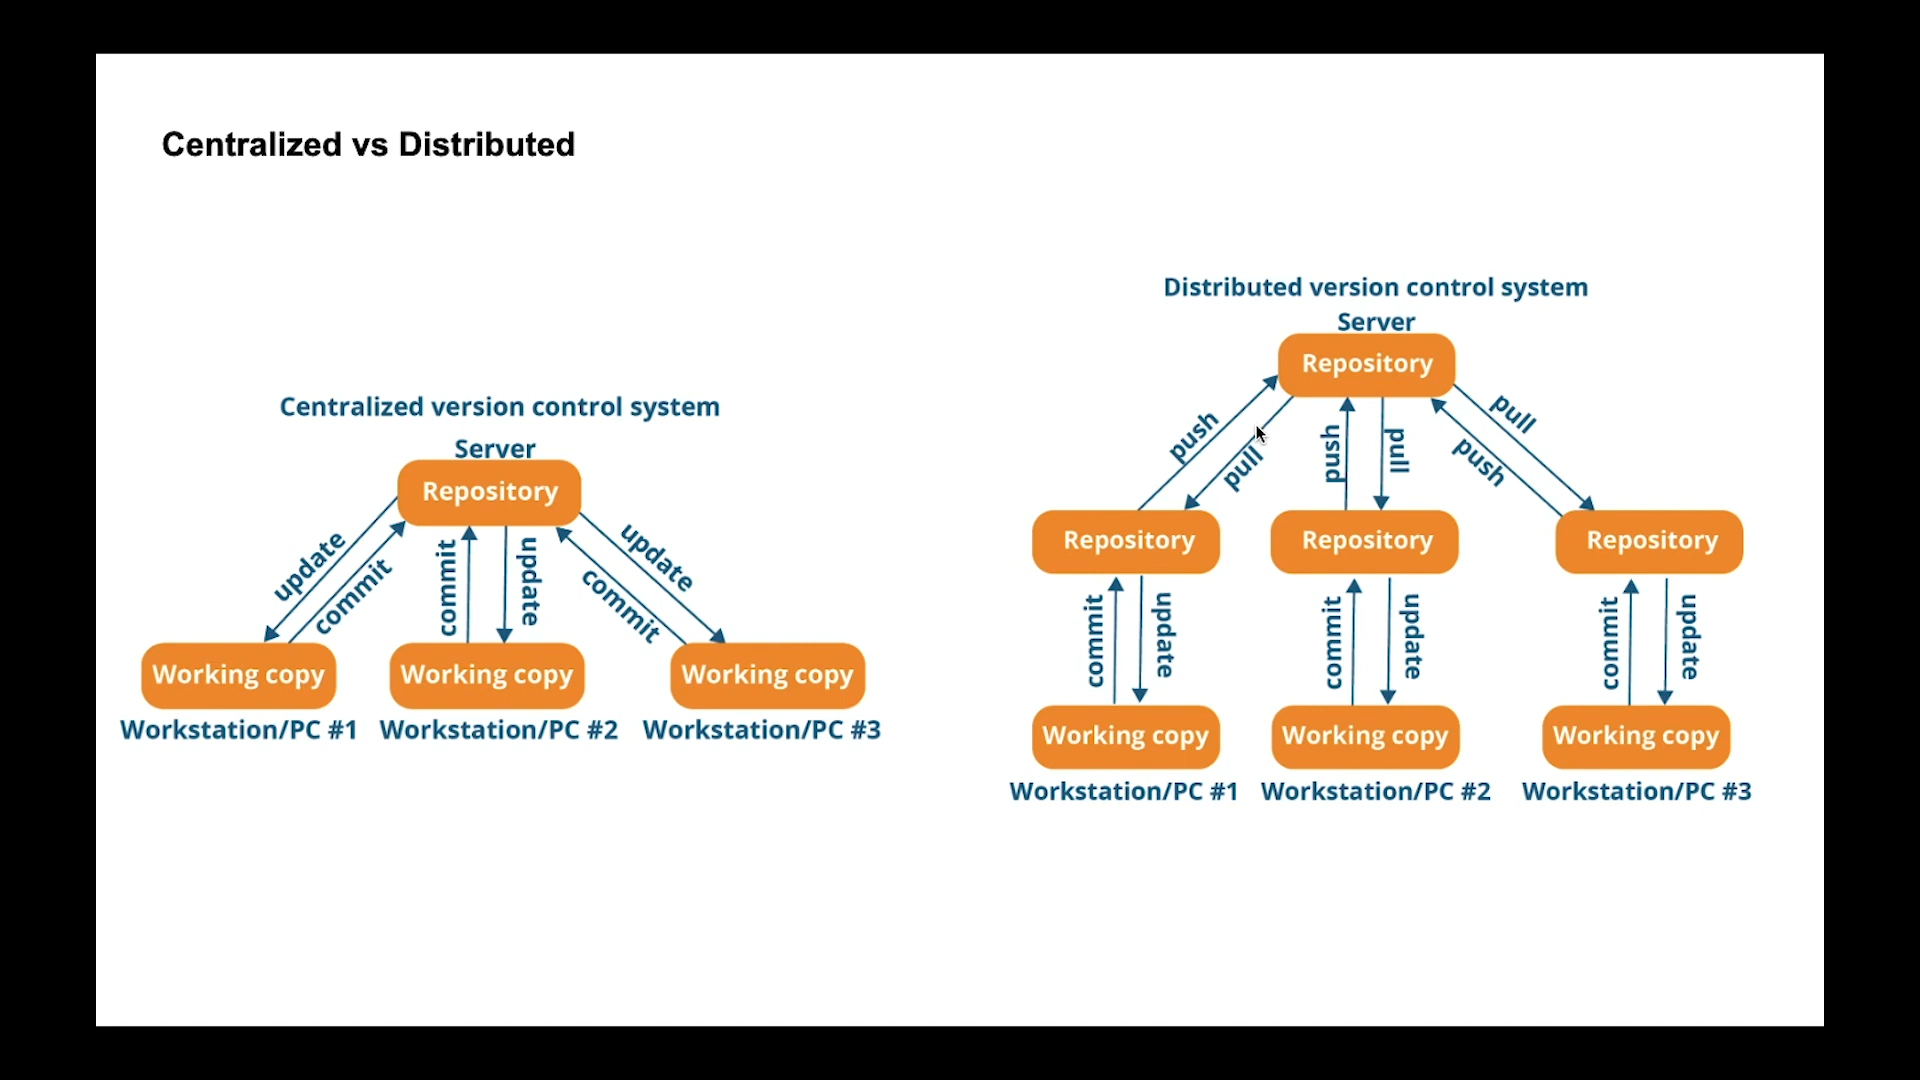 Centralized vs Distributed
Centralized version control system
Server
Repository
update
commit
commit
update
commit
update
Working copy
Working copy
Working copy
Workstation/PC #1
Workstation/PC #2
Workstation/PC #3
Distributed version control system
Server
Repository
push
pull
push
pull
push
pull
Repository
Repository
Repository
commit
update
commit
update
commit
update
Working copy
Working copy
Working copy
Workstation/PC #1
Workstation/PC #2
Workstation/PC #3